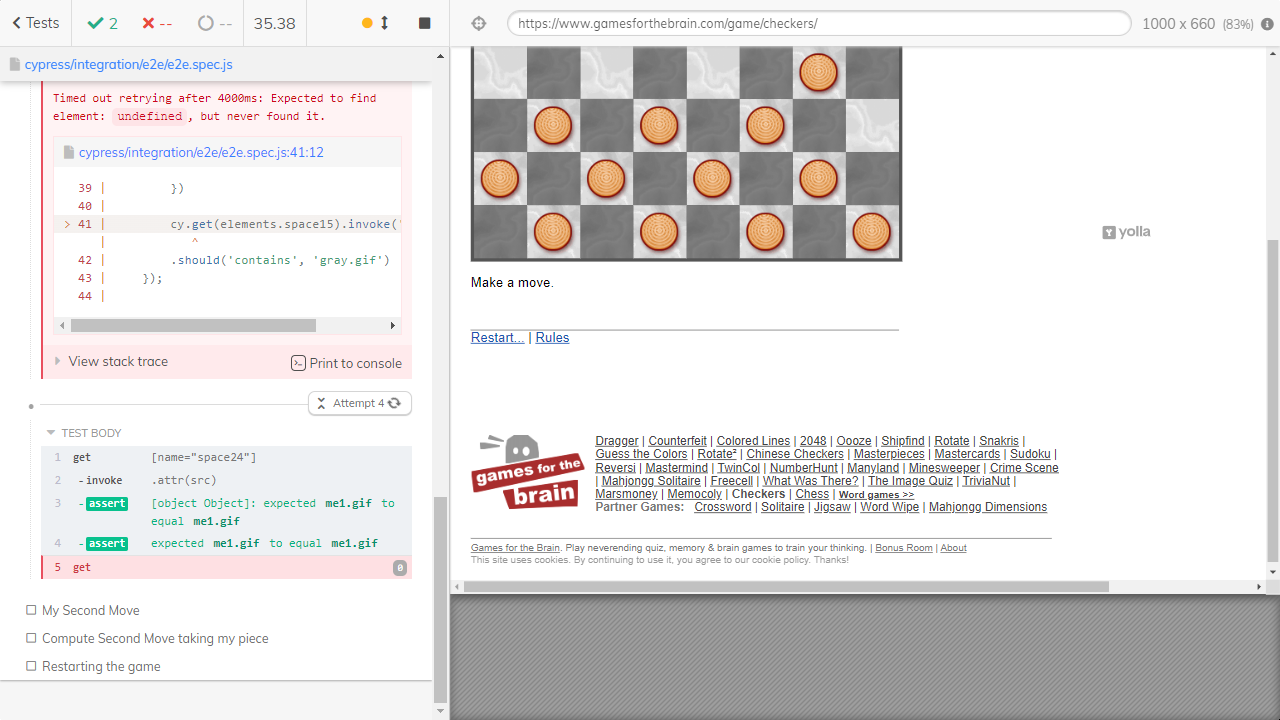 Tests
2
--
--
35.38
https://www.gamesforthebrain.com/game/checkers/
1000 x 660 (83%)
cypress/integration/e2e/e2e.spec.js
Timed out retrying after 4000ms: Expected to find
element: undefined, but never found it.
cypress/integration/e2e/e2e.spec.js:41:12
39 | })
40 |
> 41 | cy.get(elements.space15).invoke('
| ^
42 | .should('contains', 'gray.gif')
43 | });
44 |
View stack trace
Print to console
Attempt 4
TEST BODY
1 get [name="space24"]
2 -invoke .attr(src)
3 -assert [object Object]: expected me1.gif to
equal me1.gif
4 -assert expected me1.gif to equal me1.gif
5 get 0
My Second Move
Compute Second Move taking my piece
Restarting the game
yolla
Make a move.
Restart... | Rules
games for the
brain
Dragger | Counterfeit | Colored Lines | 2048 | Oooze | Shipfind | Rotate | Snakris |
Guess the Colors | Rotate² | Chinese Checkers | Masterpieces | Mastercards | Sudoku |
Reversi | Mastermind | TwinCol | NumberHunt | Manyland | Mineswseeper | Crime Scene
| Mahjongg Solitaire | Freecell | What Was There? | The Image Quiz | TriviaNut |
Marsmoney | Memocoly | Checkers | Chess | Word games >>
Partner Games: Crossword | Solitaire | Jigsaw | Word Wipe | Mahjongg Dimensions
Games for the Brain. Play neverending quiz, memory & brain games to train your thinking. | Bonus Room | About
This site uses cookies. By continuing to use it, you agree to our cookie policy. Thanks!